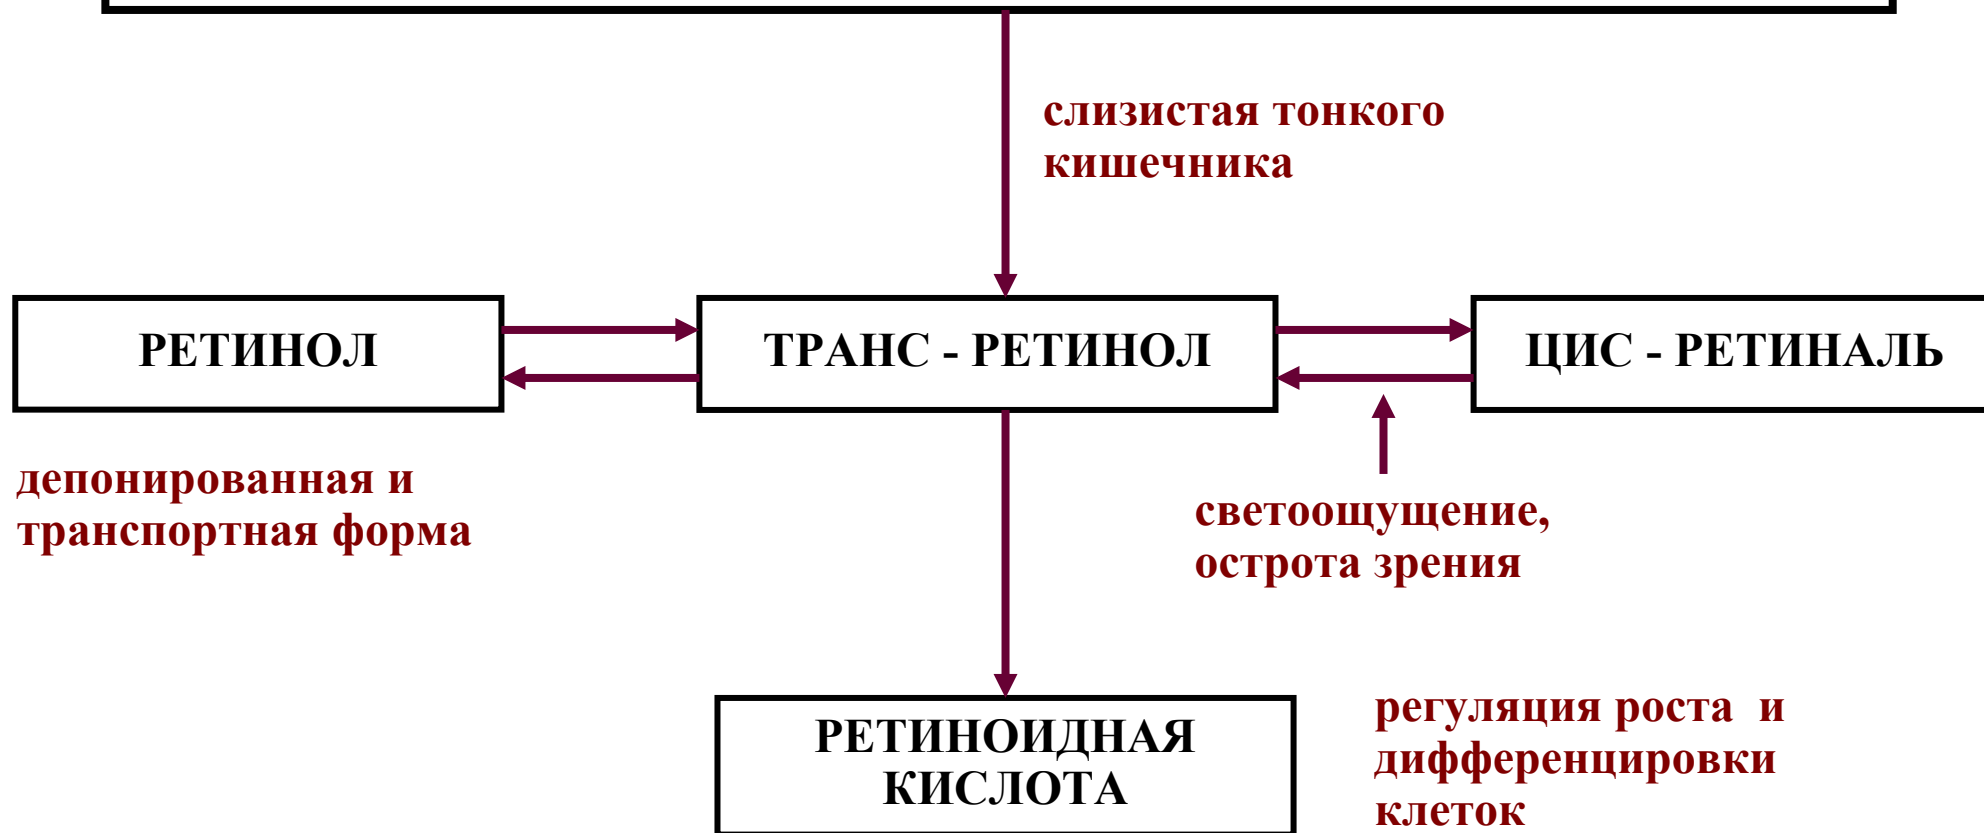 слизистая тонкого
кишечника
РЕТИНОЛ
ТРАНС - РЕТИНОЛ
ЦИС - РЕТИНАЛЬ
депонированная и
транспортная форма
светоощущение,
острота зрения
РЕТИНОИДНАЯ
КИСЛОТА
регуляция роста  и
дифференцировки
клеток